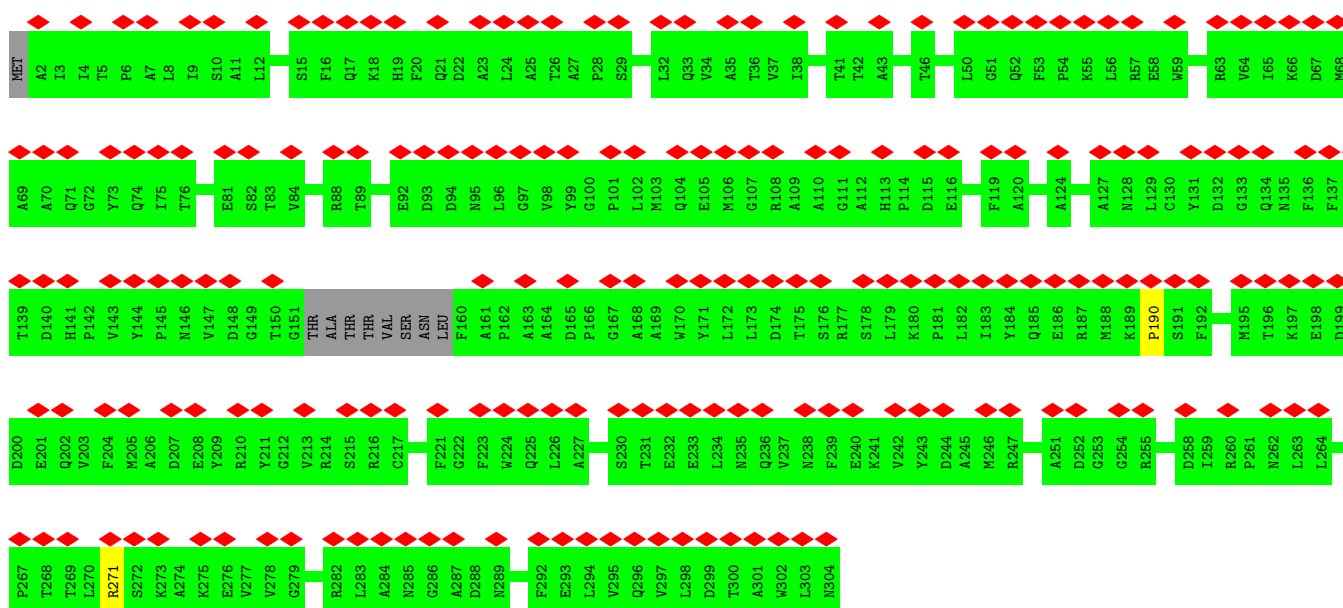 MET A2 I3 I4 T5 P6 A7 L8 I9 S10 A11 L12 S15 F16 Q17 K18 H19 F20 Q21 D22 A23 L24 A25 T26 A27 P28 S29 L32 Q33 V34 A35 T36 V37 I38 T41 T42 A43 T46 L50 G51 Q52 F53 P54 K55 L56 R57 E58 W59 R63 V64 I65 K66 D67 M68
A69 A70 Q71 G72 Y73 Q74 I75 T76 E81 S82 T83 V84 R88 T89 E92 D93 D94 N95 L96 G97 V98 Y99 G100 P101 L102 M103 Q104 E105 M106 G107 R108 A109 A110 G111 A112 H113 P114 D115 E116 F119 A120 A124 A127 N128 L129 C130 Y131 D132 G133 Q134 N135 F136 F137
T139 D140 H141 P142 V143 Y144 P145 N146 V147 D148 G149 T150 G151 THR ALA THR THR VAL SER ASN LEU F160 A161 P162 A163 A164 D165 P166 G167 A168 A169 W170 Y171 L172 L173 D174 T175 S176 R177 S178 L179 K180 P181 L182 I183 Y184 Q185 E186 R187 M188 K189 P190 S191 F192 M195 T196 K197 E198 D199
D200 E201 Q202 V203 F204 M205 A206 D207 E208 Y209 R210 Y211 G212 V213 R214 S215 R216 C217 F221 G222 F223 W224 Q225 L226 A227 S230 T231 E232 E233 L234 N235 Q236 V237 N238 F239 E240 K241 V242 Y243 D244 A245 M246 R247 A251 D252 G253 G254 R255 D258 I259 R260 P261 N262 L263 L264
P267 T268 T269 L270 R271 S272 K273 A274 K275 E276 V277 V278 G279 R282 L283 A284 N285 G286 A287 D288 N289 F292 E293 L294 V295 Q296 V297 L298 D299 T300 A301 W302 L303 N304